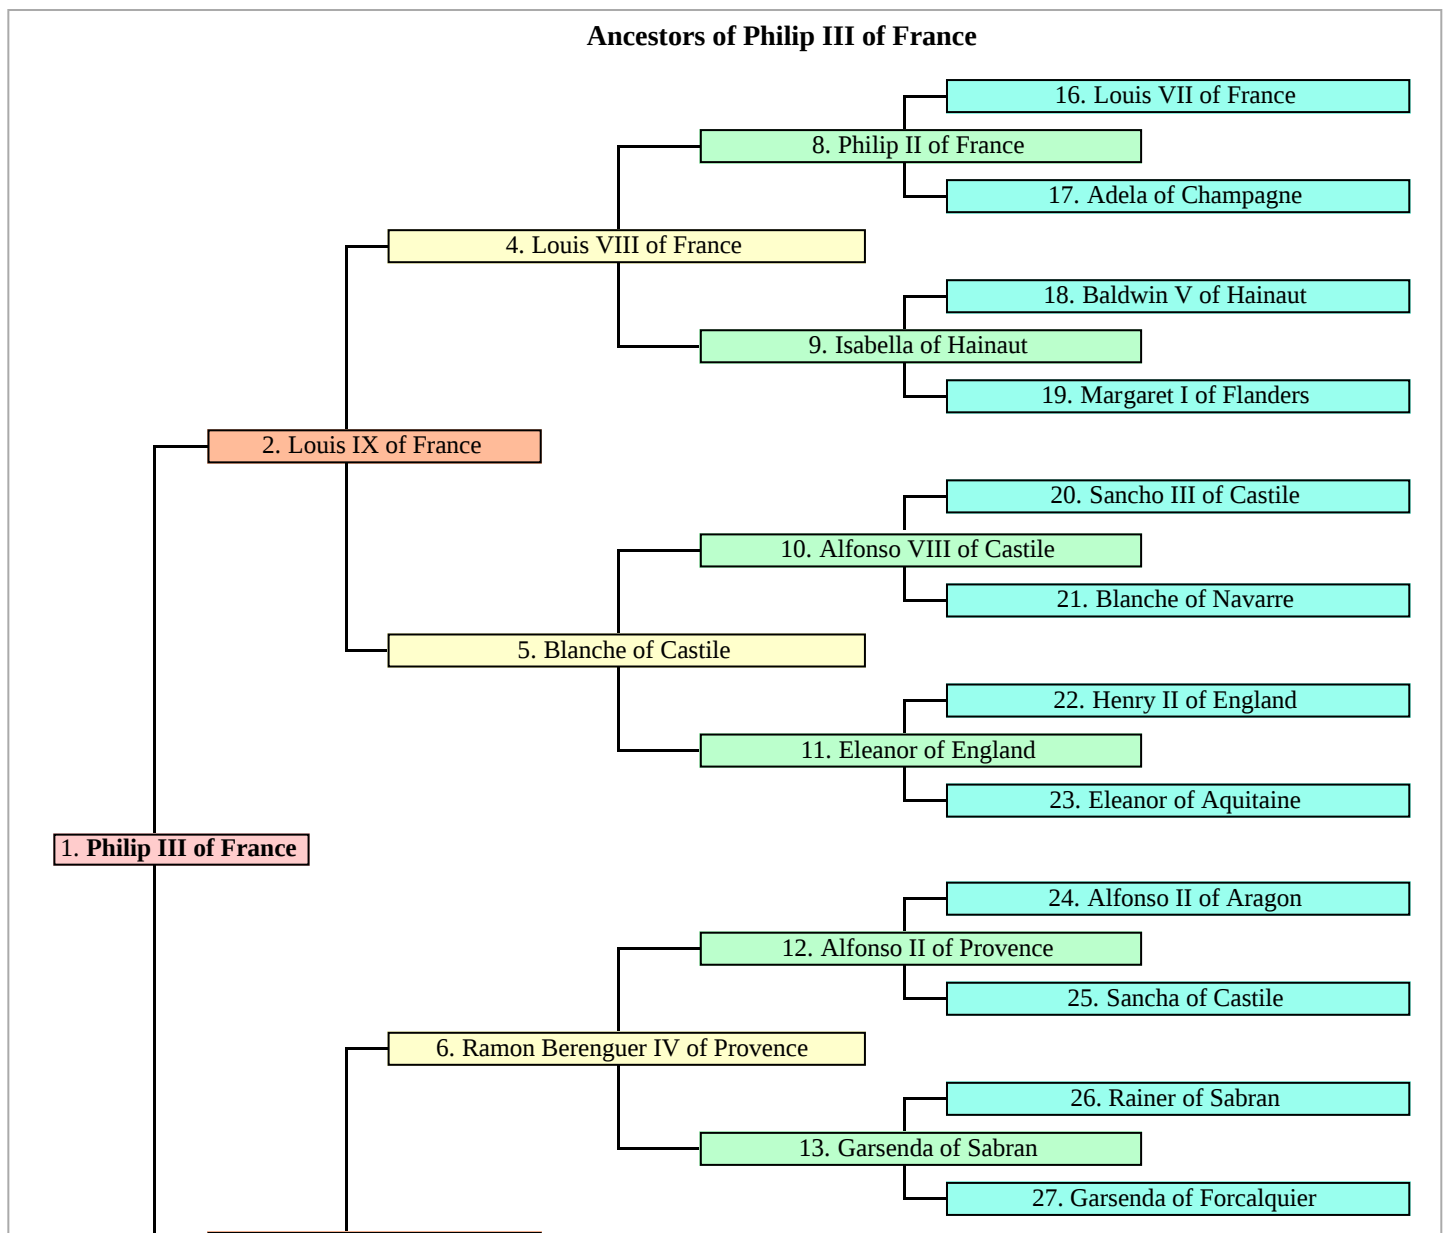 Ancestors of Philip III of France
16. Louis VII of France
8. Philip II of France
17. Adela of Champagne
4. Louis VIII of France
18. Baldwin V of Hainaut
9. Isabella of Hainaut
19. Margaret I of Flanders
2. Louis IX of France
20. Sancho III of Castile
10. Alfonso VIII of Castile
21. Blanche of Navarre
5. Blanche of Castile
22. Henry II of England
11. Eleanor of England
23. Eleanor of Aquitaine
1. Philip III of France
24. Alfonso II of Aragon
12. Alfonso II of Provence
25. Sancha of Castile
6. Ramon Berenguer IV of Provence
26. Rainer of Sabran
13. Garsenda of Sabran
27. Garsenda of Forcalquier